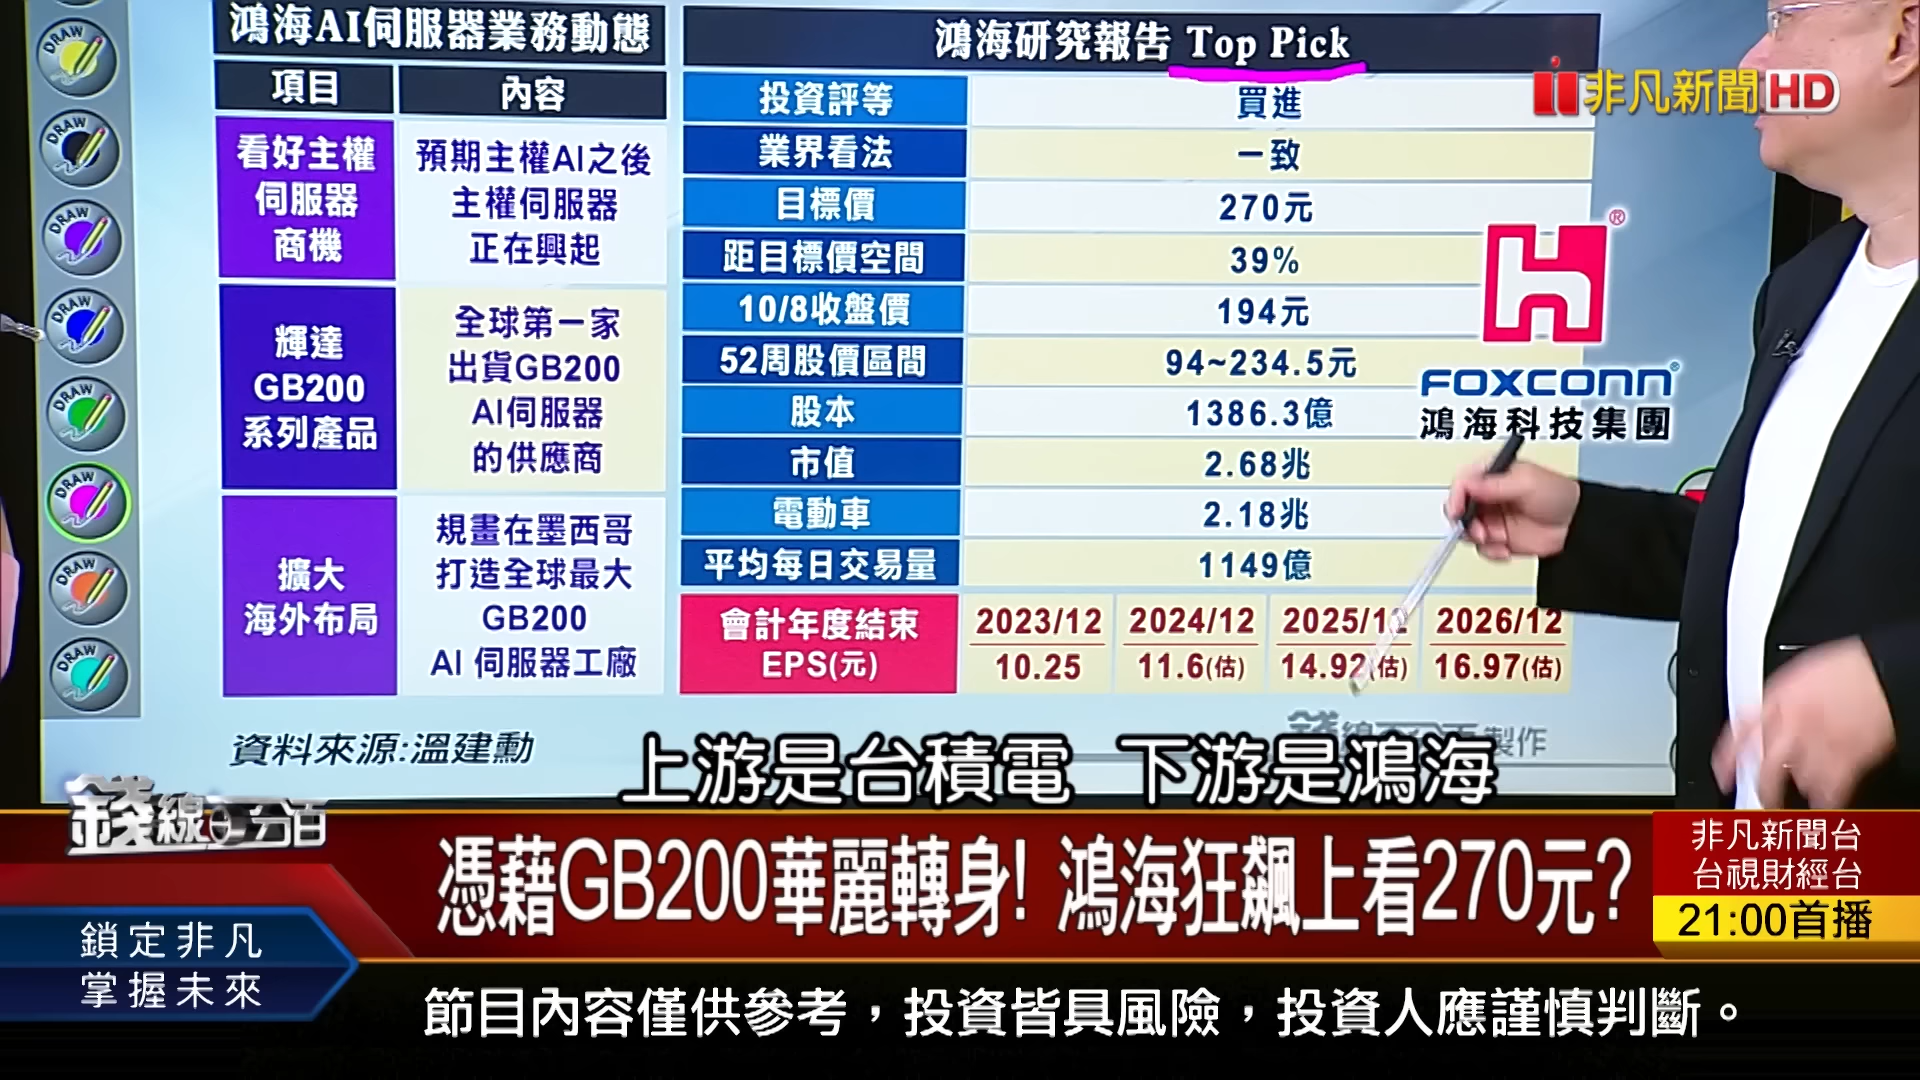 鴻海AI伺服器業務動態
項目 內容
看好主權
伺服器
商機
預期主權AI之後
主權伺服器
正在興起
輝達
GB200
系列產品
全球第一家
出貨GB200
AI伺服器
的供應商
擴大
海外布局
規畫在墨西哥
打造全球最大
GB200
AI 伺服器工廠
鴻海研究報告 Top Pick
投資評等 買進
業界看法 一致
目標價 270元
距目標價空間 39%
10/8收盤價 194元
52周股價區間 94~234.5元
股本 1386.3億
市值 2.68兆
電動車 2.18兆
平均每日交易量 1149億
會計年度結束
EPS(元)
2023/12 2024/12 2025/12 2026/12
10.25 11.6(估) 14.92(估) 16.97(估)
非凡新聞HD
®
FOXCONN®
鴻海科技集團
DRAW
DRAW
DRAW
DRAW
DRAW
DRAW
DRAW
DRAW
資料來源:溫建勳
製作
上游是台積電 下游是鴻海
錢線百分百
憑藉GB200華麗轉身! 鴻海狂飆上看270元?
非凡新聞台
台視財經台
21:00首播
鎖定非凡
掌握未來
節目內容僅供參考，投資皆具風險，投資人應謹慎判斷。